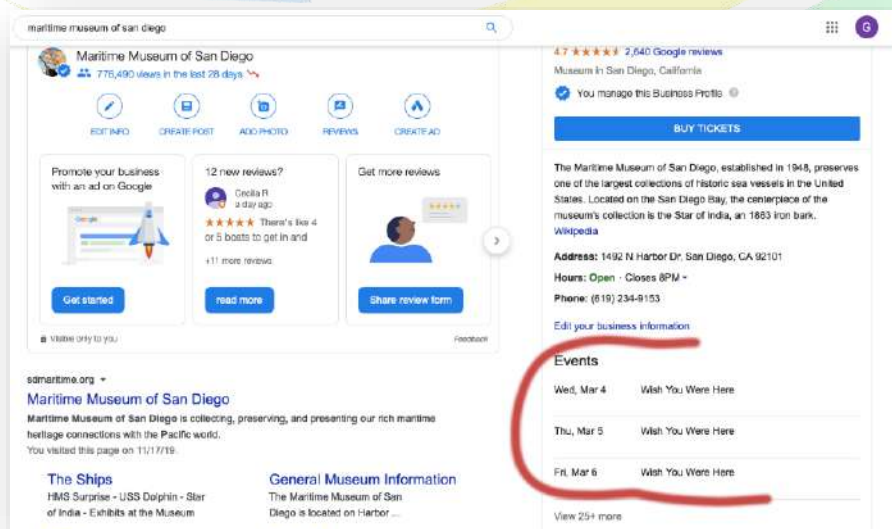 maritime museum of san diego
G
Maritime Museum of San Diego
776,490 views in the last 28 days
EDIT INFO
CREATE POST
ADD PHOTO
REVIEWS
CREATE AD
Promote your business
with an ad on Google
Google
Get started
12 new reviews?
Cecilia R
a day ago
There's like 4
or 5 boats to get in and
+11 more reviews
read more
Get more reviews
Share review form
Visible only to you
Feedback
sdmaritime.org
Maritime Museum of San Diego
Maritime Museum of San Diego is collecting, preserving, and presenting our rich maritime
heritage connections with the Pacific world.
You visited this page on 11/17/19.
The Ships
HMS Surprise - USS Dolphin - Star
of India - Exhibits at the Museum
General Museum Information
The Maritime Museum of San
Diego is located on Harbor ...
4.7 ★★★★★ 2,640 Google reviews
Museum in San Diego, California
You manage this Business Profile
BUY TICKETS
The Maritime Museum of San Diego, established in 1948, preserves
one of the largest collections of historic sea vessels in the United
States. Located on the San Diego Bay, the centerpiece of the
museum's collection is the Star of India, an 1863 iron bark.
Wikipedia
Address: 1492 N Harbor Dr, San Diego, CA 92101
Hours: Open · Closes 8PM
Phone: (619) 234-9153
Edit your business information
Events
Wed, Mar 4 Wish You Were Here
Thu, Mar 5 Wish You Were Here
Fri, Mar 6 Wish You Were Here
View 25+ more